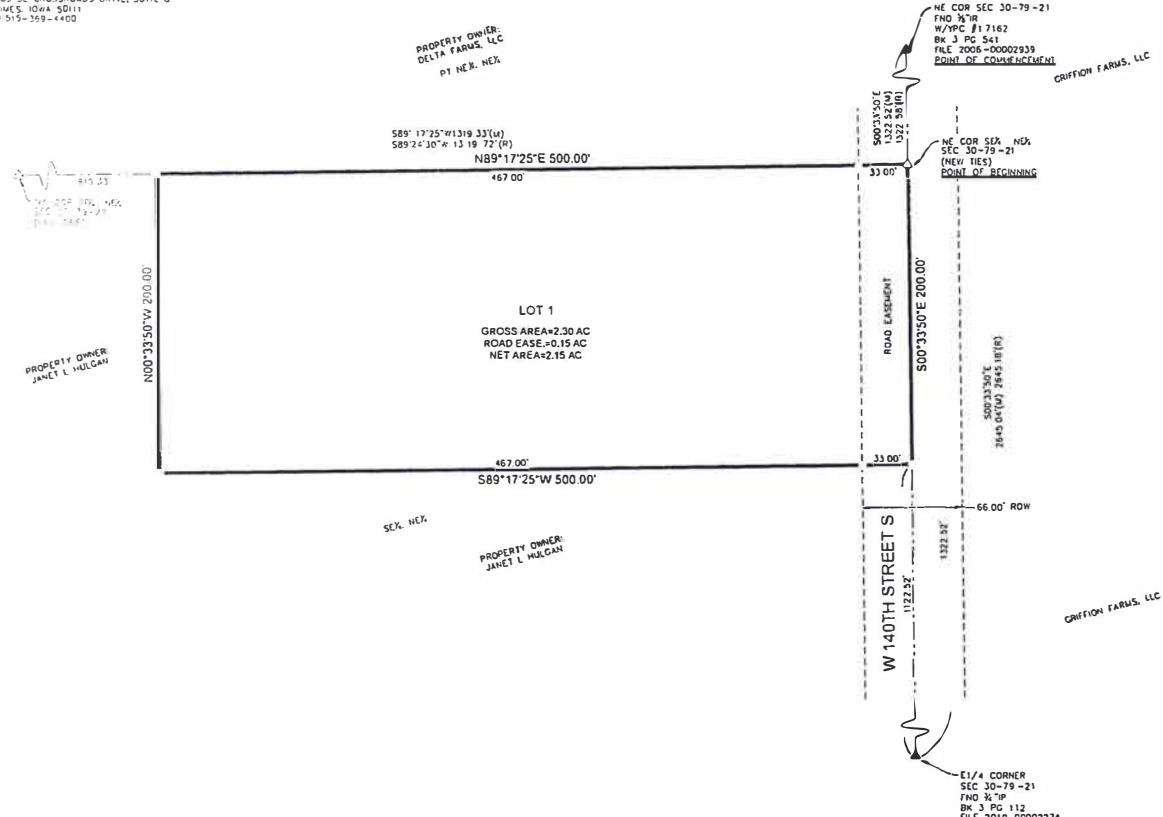 IOWA 50111
515-369-4400
PROPERTY OWNER:
DELTA FARMS, LLC
PT NE¼, NE¼
NE COR SEC 30-79-21
FND ⅝"IR
W/YPC #17162
BK 3 PG 541
FILE 2006-00002939
POINT OF COMMENCEMENT
GRIFFION FARMS, LLC
S00°33'50"E
1322.52'(M)
1322.58'(R)
S89°17'25"W 1319.33'(M)
S89°24'30"W 1319.72'(R)
N89°17'25"E 500.00'
467.00'
33.00'
NE COR SE¼, NE¼
SEC 30-79-21
(NEW TIES)
POINT OF BEGINNING
N00°33'50"W 200.00'
LOT 1
GROSS AREA=2.30 AC
ROAD EASE.=0.15 AC
NET AREA=2.15 AC
ROAD EASEMENT
S00°33'50"E 200.00'
PROPERTY OWNER:
JANET L HULGAN
S00°33'50"E
2645.04'(M) 2645.18'(R)
467.00'
33.00'
S89°17'25"W 500.00'
66.00' ROW
SE¼, NE¼
PROPERTY OWNER:
JANET L HULGAN
W 140TH STREET S
1122.52'
1322.52'
GRIFFION FARMS, LLC
E1/4 CORNER
SEC 30-79-21
FND ¾"IP
BK 3 PG 112